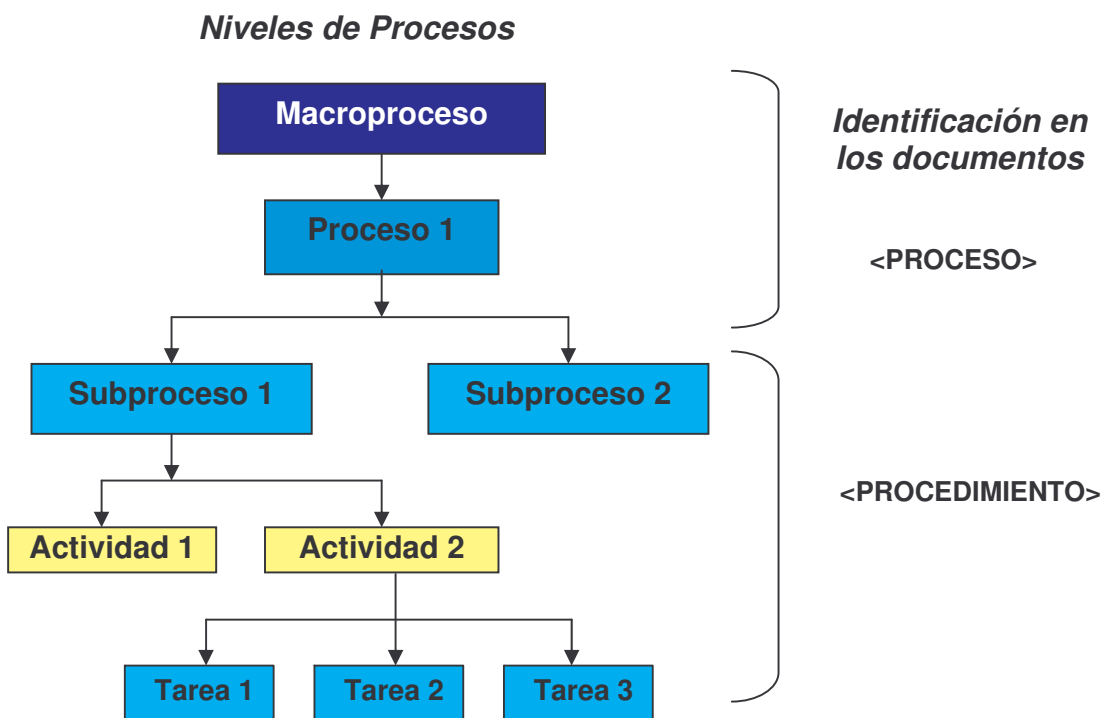 Niveles de Procesos
Macroproceso
Identificación en
los documentos
Proceso 1
<PROCESO>
Subproceso 1
Subproceso 2
<PROCEDIMIENTO>
Actividad 1
Actividad 2
Tarea 1
Tarea 2
Tarea 3